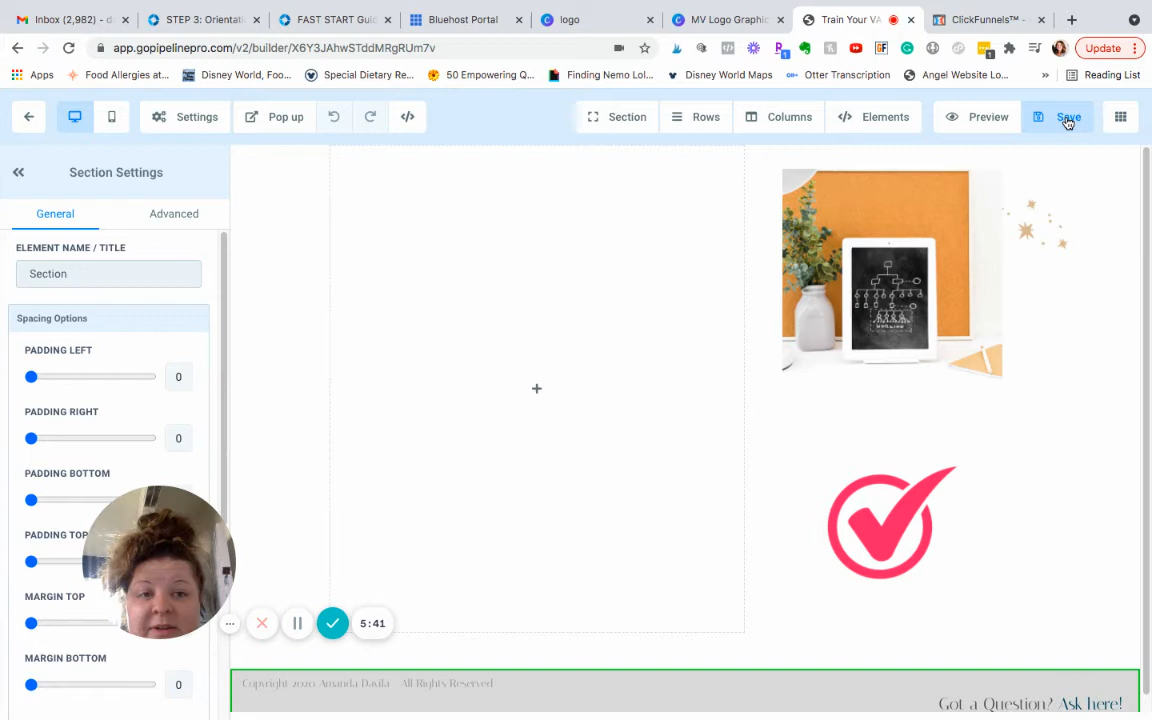 Inbox (2,982) - d
STEP 3: Orientati
FAST START Guid
Bluehost Portal
logo
MV Logo Graphic
Train Your VA
ClickFunnels™ -
app.gopipelinepro.com/v2/builder/X6Y3JAhwSTddMRgRUm7v
Update
Apps
Food Allergies at...
Disney World, Foo...
Special Dietary Re...
50 Empowering Q...
Finding Nemo Lol...
Disney World Maps
Otter Transcription
Angel Website Lo...
»
Reading List
Settings
Pop up
Section
Rows
Columns
Elements
Preview
Save
Section Settings
General
Advanced
ELEMENT NAME / TITLE
Section
Spacing Options
PADDING LEFT
0
PADDING RIGHT
0
PADDING BOTTOM
PADDING TOP
MARGIN TOP
5:41
MARGIN BOTTOM
0
Copyright 2020 Amanda Davila - All Rights Reserved
Got a Question? Ask here!